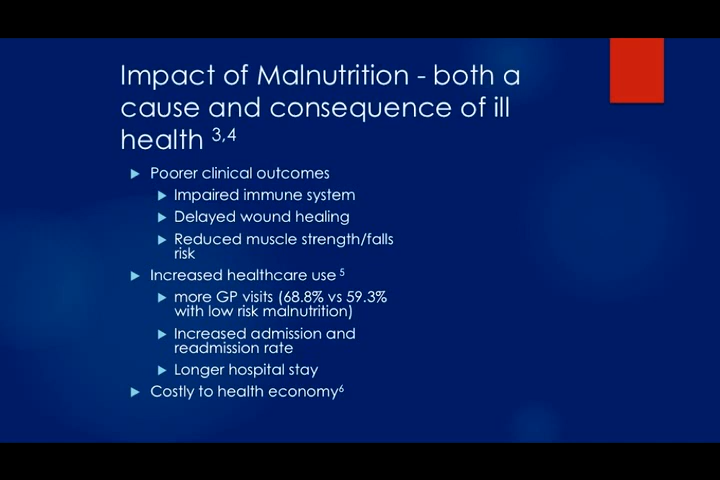 Impact of Malnutrition - both a
cause and consequence of ill
health 3,4
Poorer clinical outcomes
Impaired immune system
Delayed wound healing
Reduced muscle strength/falls
risk
Increased healthcare use 5
more GP visits (68.8% vs 59.3%
with low risk malnutrition)
Increased admission and
readmission rate
Longer hospital stay
Costly to health economy6